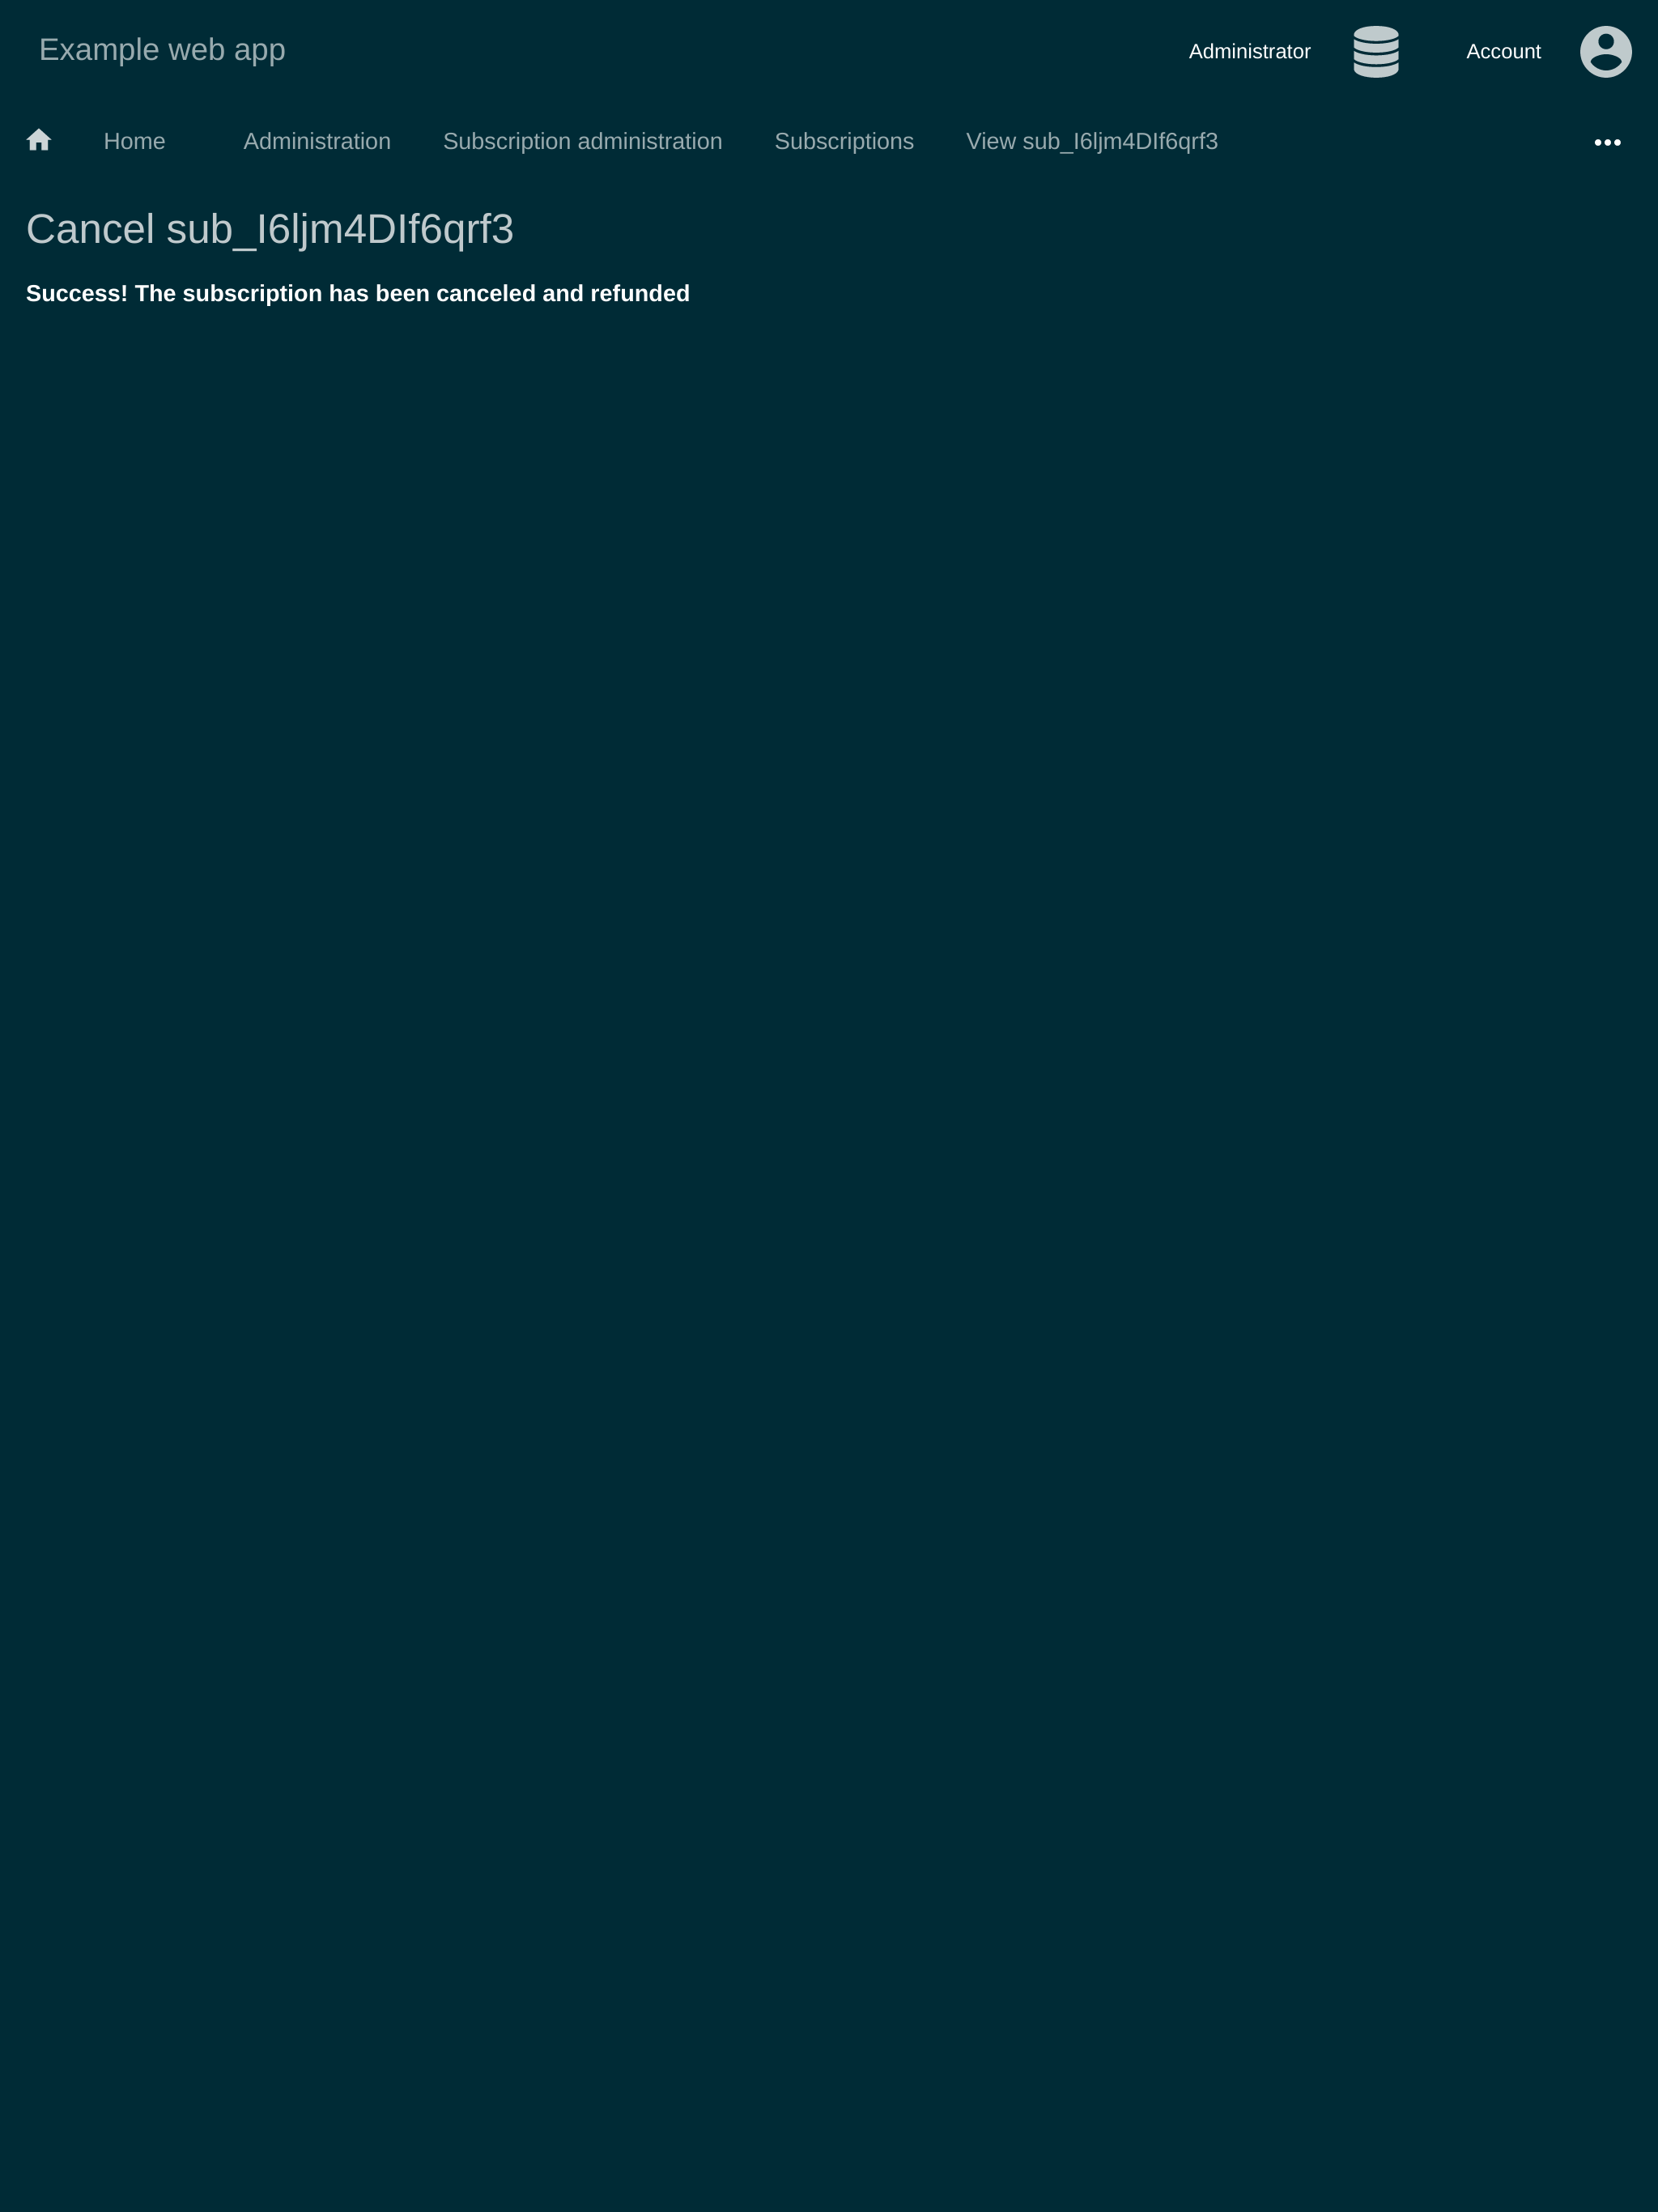 Example web app
Administrator
Account
Home
Administration
Subscription administration
Subscriptions
View sub_I6ljm4DIf6qrf3
Cancel sub_I6ljm4DIf6qrf3
Success! The subscription has been canceled and refunded